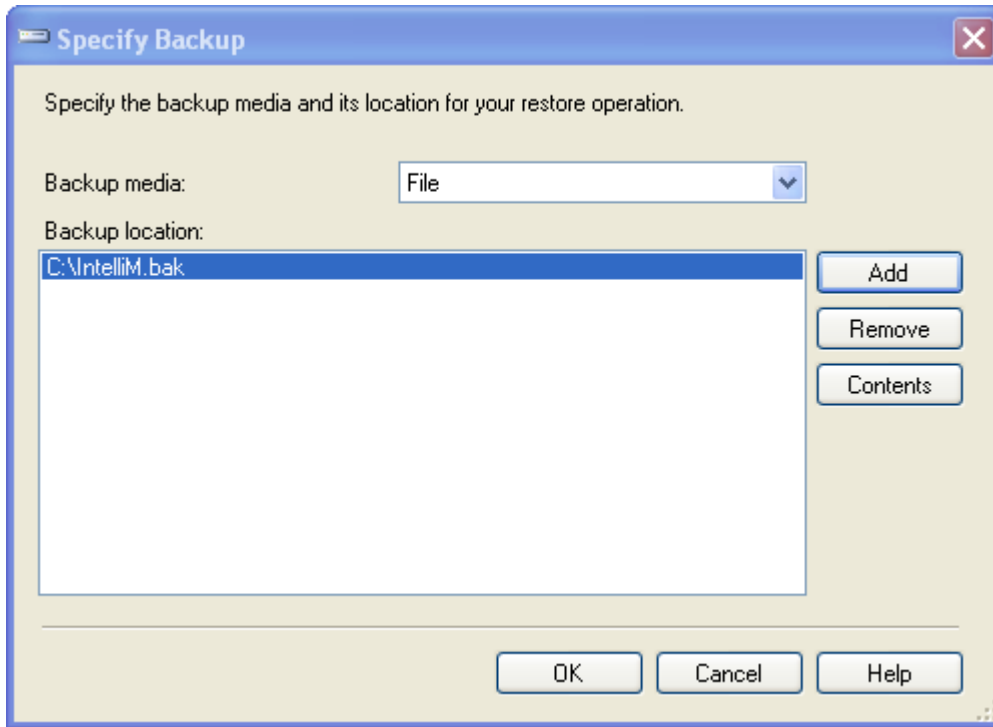 Specify Backup
Specify the backup media and its location for your restore operation.
Backup media: File
Backup location:
C:\IntelliM.bak
Add
Remove
Contents
OK Cancel Help